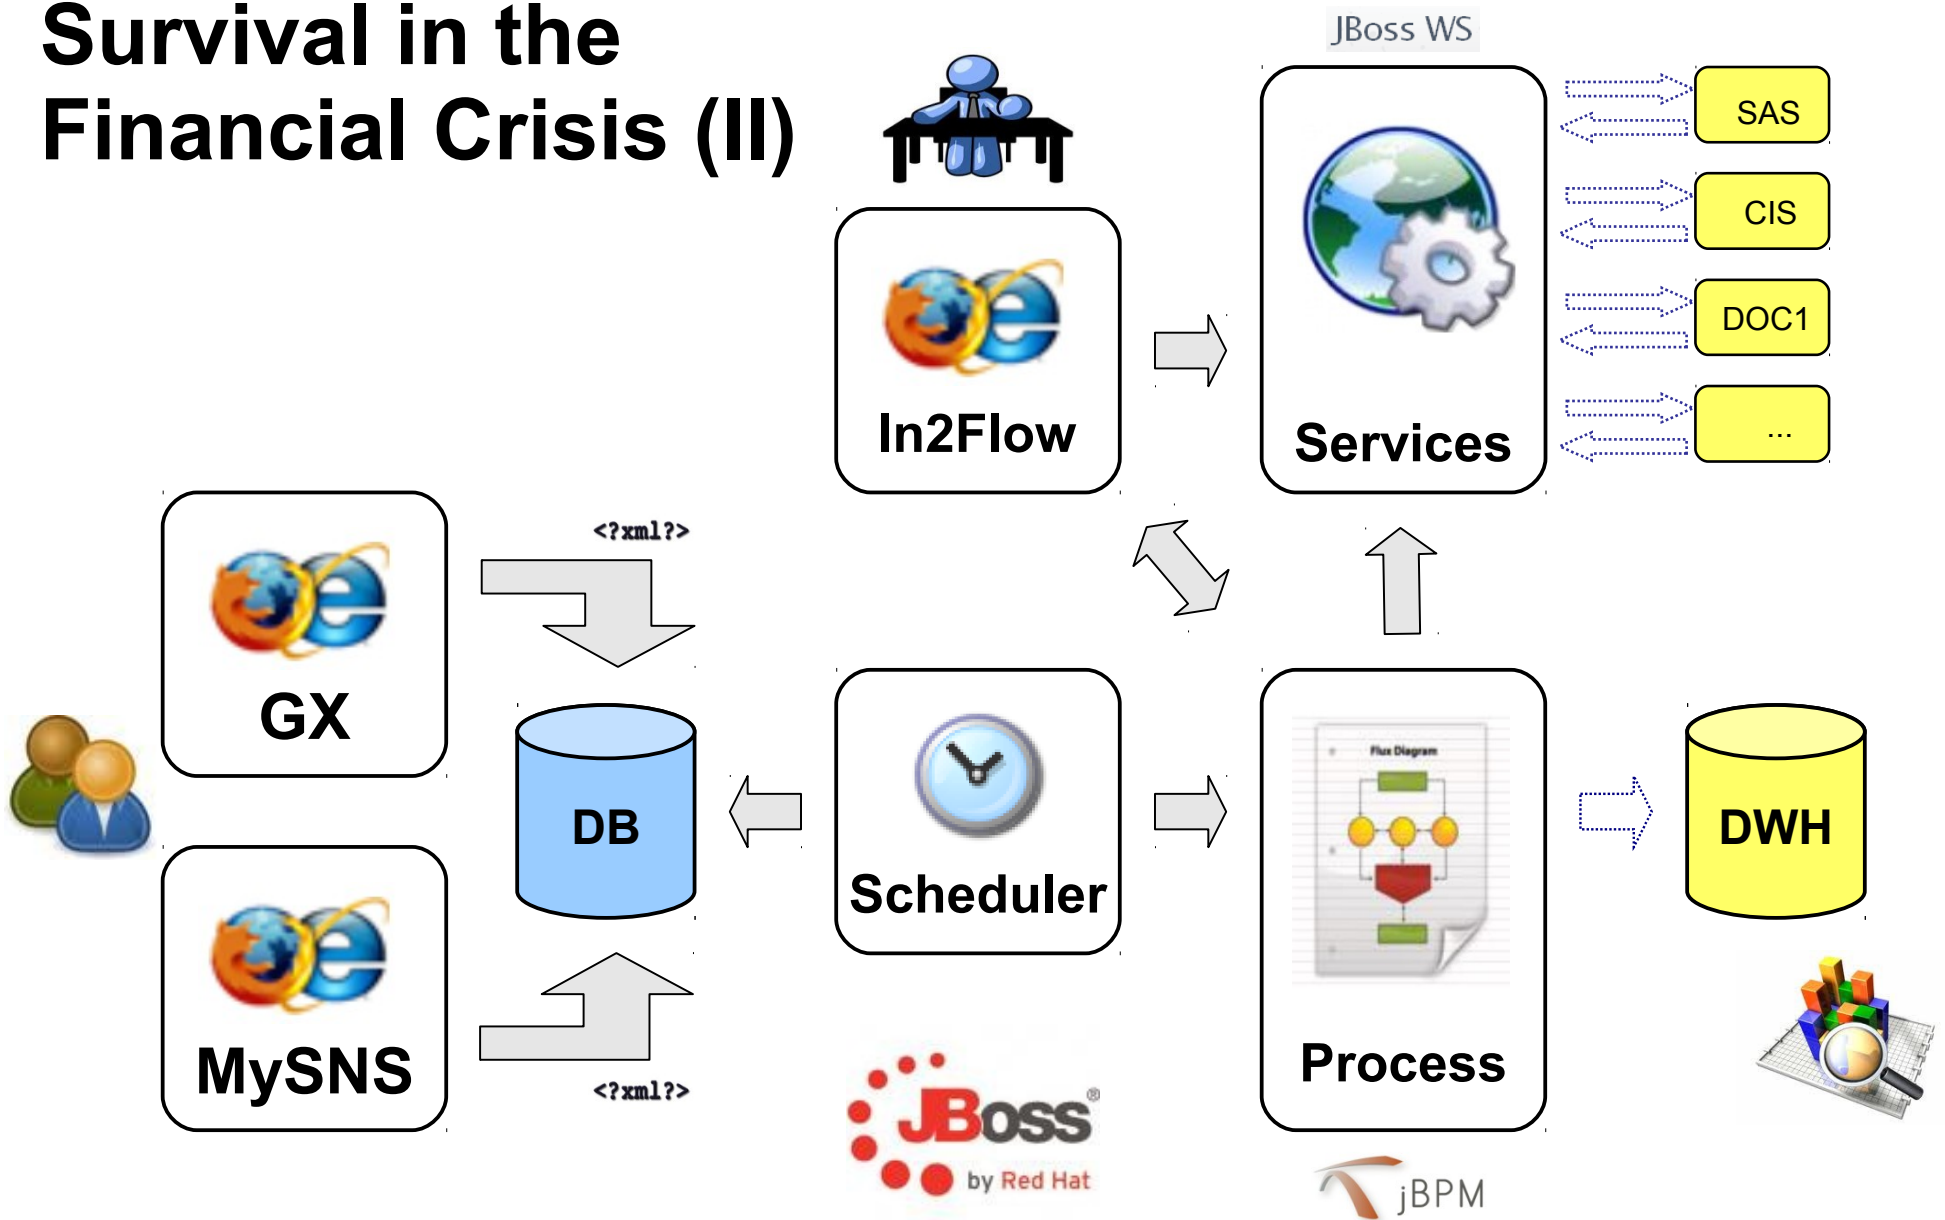 Survival in the
Financial Crisis (II)
JBoss WS
SAS
CIS
DOC1
...
In2Flow
Services
<?xml?>
GX
DB
Scheduler
Flux Diagram
DWH
MySNS
<?xml?>
Process
JBoss®
by Red Hat
jBPM